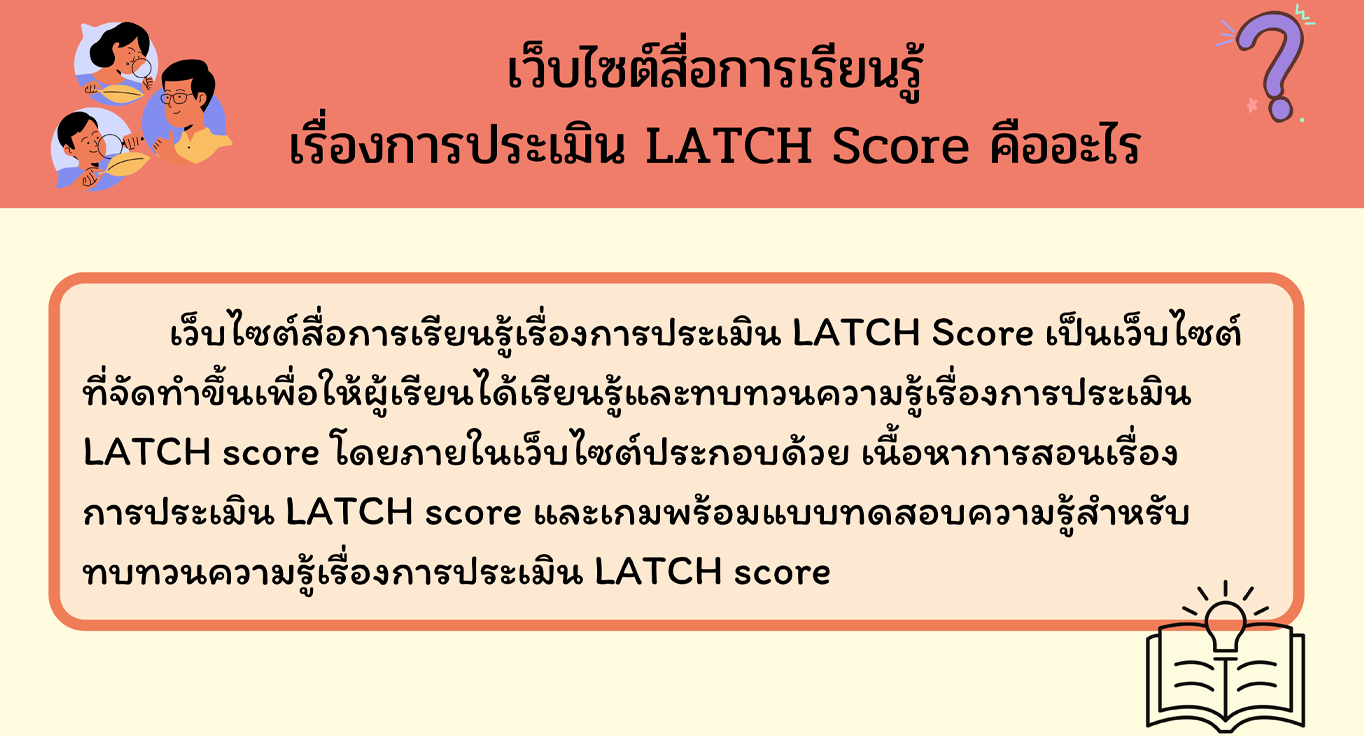 เว็บไซต์สื่อการเรียนรู้
เรื่องการประเมิน LATCH Score คืออะไร
เว็บไซต์สื่อการเรียนรู้เรื่องการประเมิน LATCH Score เป็นเว็บไซต์
ที่จัดทำขึ้นเพื่อให้ผู้เรียนได้เรียนรู้และทบทวนความรู้เรื่องการประเมิน
LATCH score โดยภายในเว็บไซต์ประกอบด้วย เนื้อหาการสอนเรื่อง
การประเมิน LATCH score และเกมพร้อมแบบทดสอบความรู้สำหรับ
ทบทวนความรู้เรื่องการประเมิน LATCH score